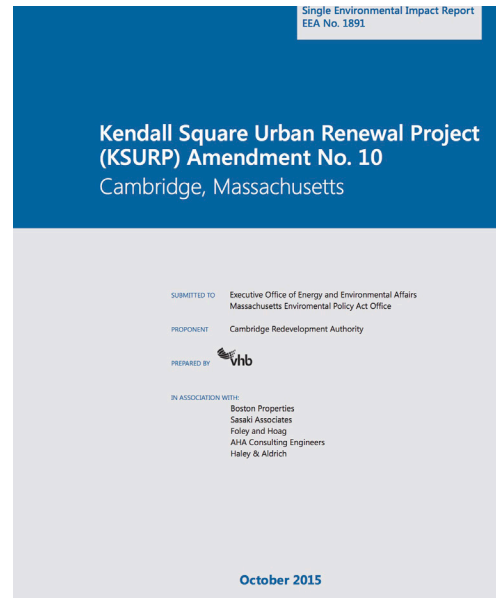 Single Environmental Impact Report
EEA No. 1891
Kendall Square Urban Renewal Project
(KSURP) Amendment No. 10
Cambridge, Massachusetts
SUBMITTED TO Executive Office of Energy and Environmental Affairs
Massachusetts Enviromental Policy Act Office
PROPONENT Cambridge Redevelopment Authority
PREPARED BY vhb
IN ASSOCIATION WITH:
Boston Properties
Sasaki Associates
Foley and Hoag
AHA Consulting Engineers
Haley & Aldrich
October 2015